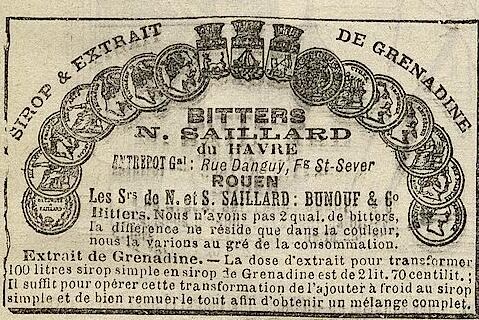 SIROP & EXTRAIT DE GRENADINE
BITTERS
N. SAILLARD
du HAVRE
ENTREPOT Gal : Rue Danguy, Fg St-Sever
ROUEN
Les Srs de N. et S. SAILLARD : BUNOUF & Co
Bitters. Nous n'avons pas 2 qual. de bitters,
la différence ne réside que dans la couleur,
nous la varions au gré de la consommation.
Extrait de Grenadine. — La dose d'extrait pour transformer
100 litres sirop simple en sirop de Grenadine est de 2 lit. 70 centilit. ;
Il suffit pour opérer cette transformation de l'ajouter à froid au sirop
simple et de bien remuer le tout afin d'obtenir un mélange complet.